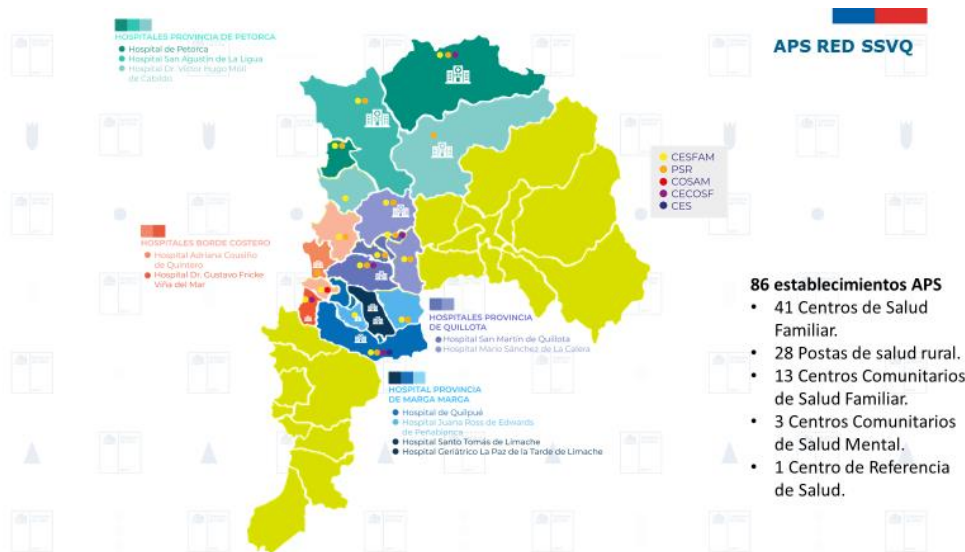 HOSPITALES PROVINCIA DE PETORCA
Hospital de Petorca
Hospital San Agustín de La Ligua
Hospital Dr. Víctor Hugo Moll
de Cabildo
APS RED SSVQ
CESFAM
PSR
COSAM
CECOSF
CES
HOSPITALES BORDE COSTERO
Hospital Adriana Cousiño
de Quintero
Hospital Dr. Gustavo Fricke
Viña del Mar
HOSPITALES PROVINCIA
DE QUILLOTA
Hospital San Martín de Quillota
Hospital Mario Sánchez de La Calera
HOSPITAL PROVINCIA
DE MARGA MARGA
Hospital de Quilpué
Hospital Juana Ross de Edwards
de Peñablanca
Hospital Santo Tomás de Limache
Hospital Geriátrico La Paz de la Tarde de Limache
86 establecimientos APS
• 41 Centros de Salud
Familiar.
• 28 Postas de salud rural.
• 13 Centros Comunitarios
de Salud Familiar.
• 3 Centros Comunitarios
de Salud Mental.
• 1 Centro de Referencia
de Salud.